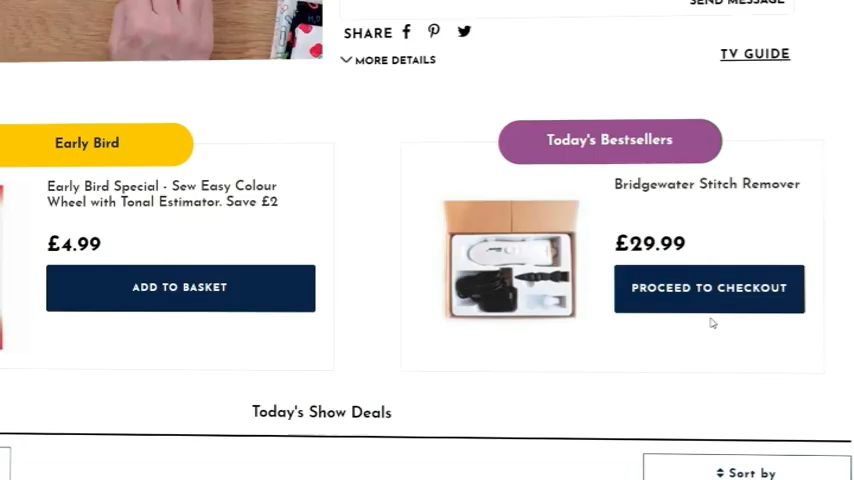 SEND MESSAGE
SHARE
MORE DETAILS
TV GUIDE
Early Bird
Early Bird Special - Sew Easy Colour
Wheel with Tonal Estimator. Save £2
£4.99
ADD TO BASKET
Today's Bestsellers
Bridgewater Stitch Remover
£29.99
PROCEED TO CHECKOUT
Today's Show Deals
Sort by